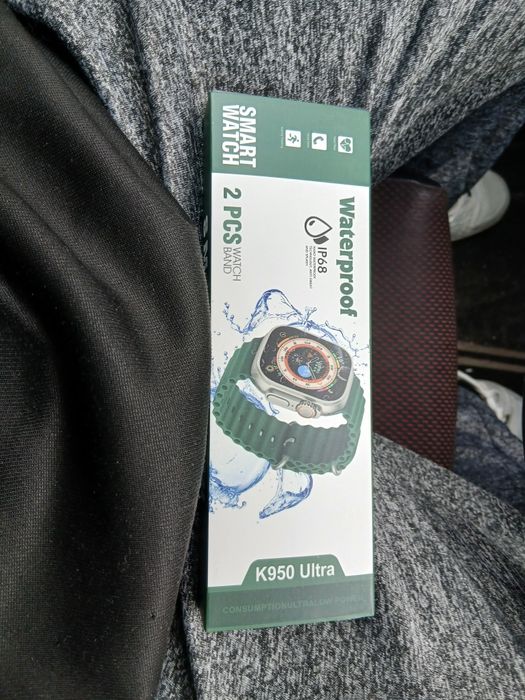 SMART
WATCH
2 PCS WATCH
BAND
Waterproof
IP68
K950 Ultra
CONSUMPTIONULTRALOW POWER